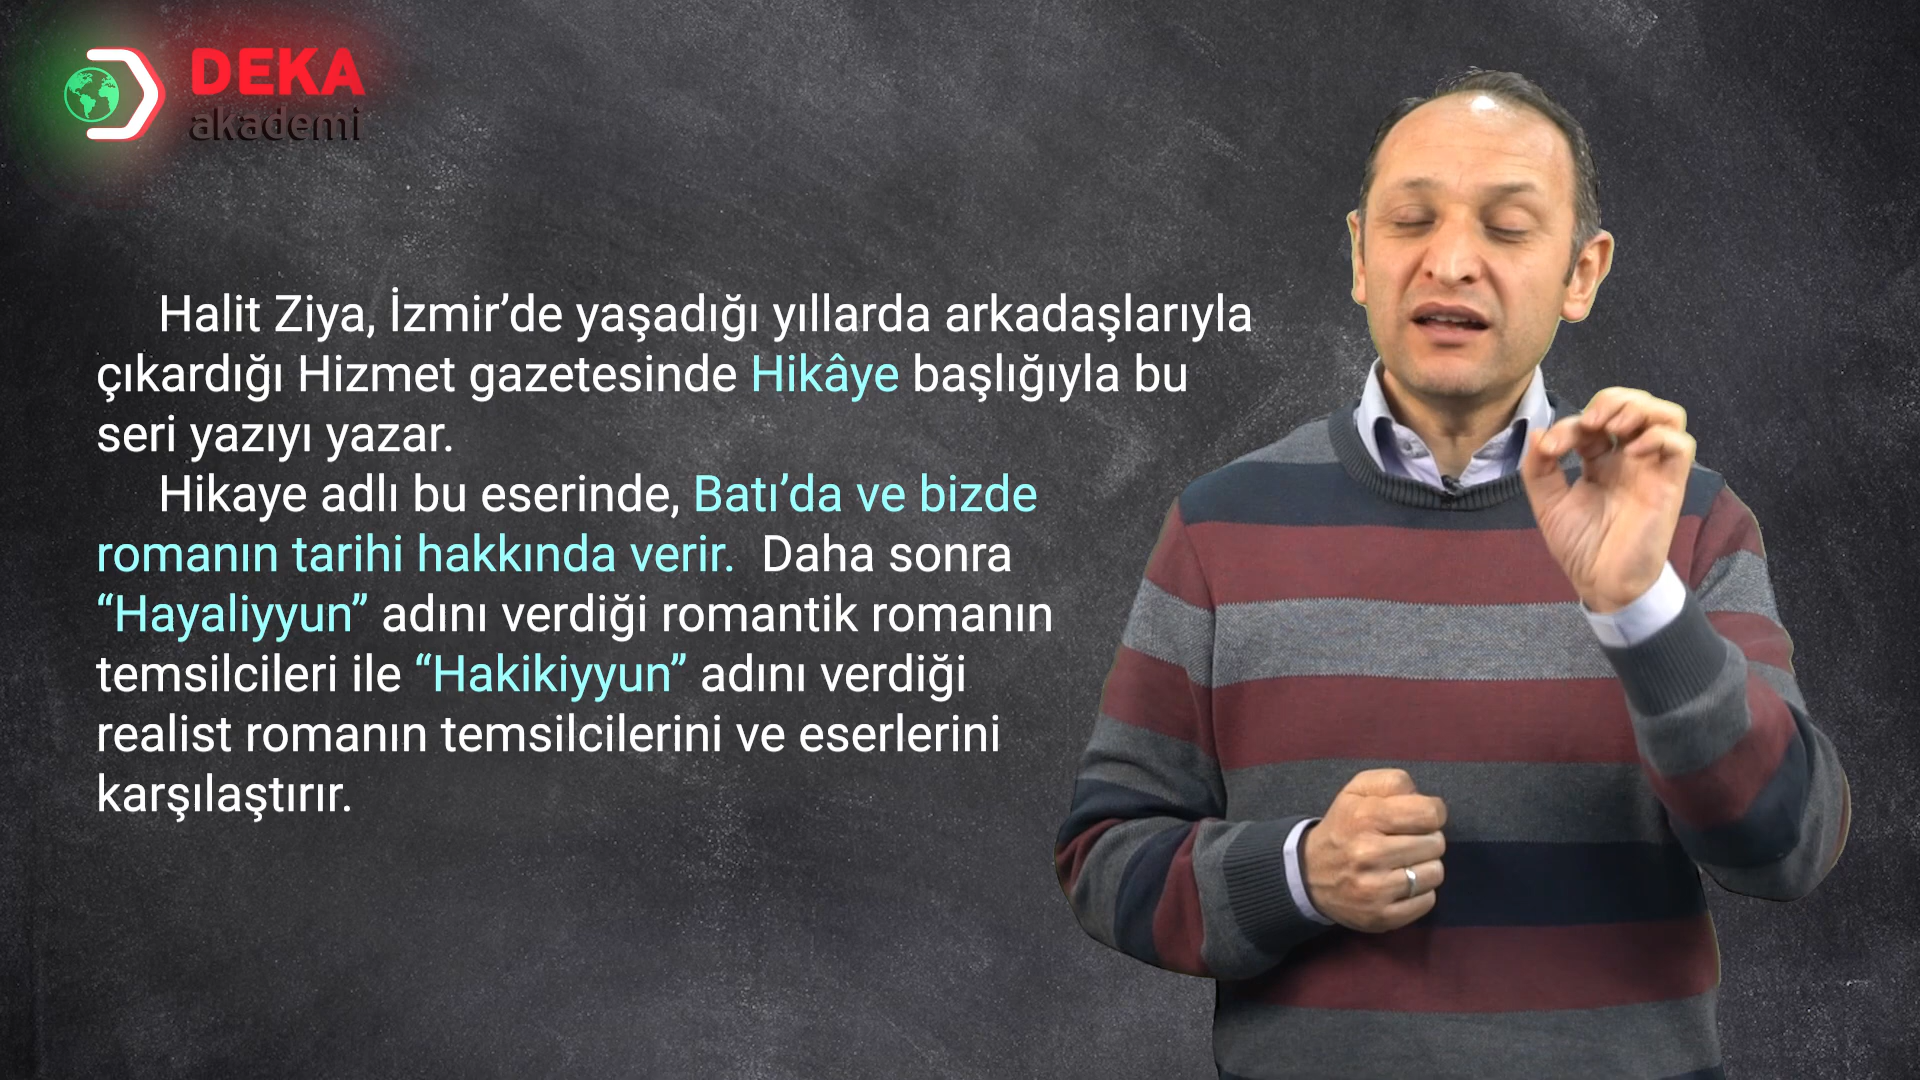 DEKA
akademi
Halit Ziya, İzmir’de yaşadığı yıllarda arkadaşlarıyla
çıkardığı Hizmet gazetesinde Hikâye başlığıyla bu
seri yazıyı yazar.
Hikaye adlı bu eserinde, Batı’da ve bizde
romanın tarihi hakkında verir.  Daha sonra
“Hayaliyyun” adını verdiği romantik romanın
temsilcileri ile “Hakikiyyun” adını verdiği
realist romanın temsilcilerini ve eserlerini
karşılaştırır.